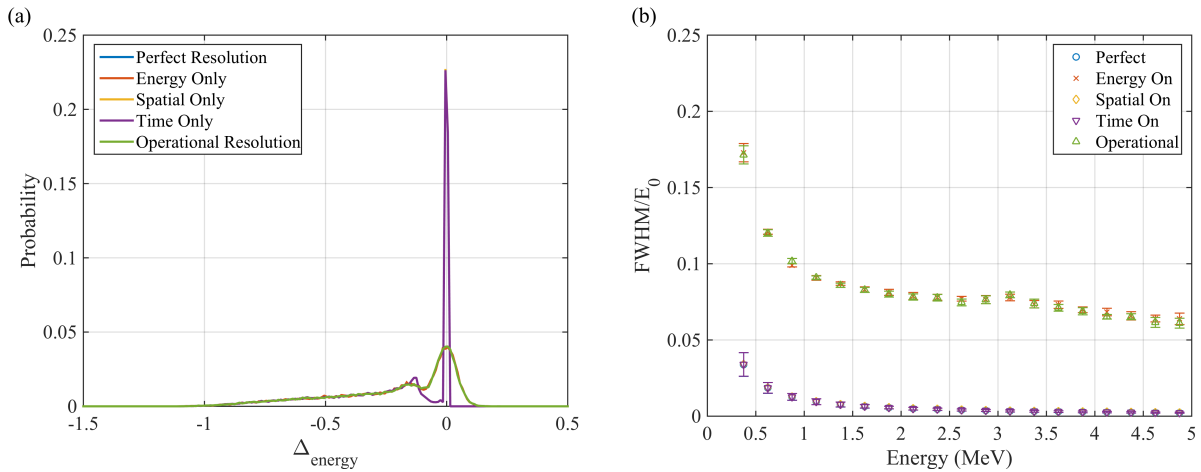 (a)
0.25
0.2
0.15
0.1
0.05
0
Probability
Perfect Resolution
Energy Only
Spatial Only
Time Only
Operational Resolution
-1.5
-1
-0.5
0
0.5
Δenergy
(b)
0.25
0.2
0.15
0.1
0.05
0
FWHM/E0
Perfect
Energy On
Spatial On
Time On
Operational
0
0.5
1
1.5
2
2.5
3
3.5
4
4.5
5
Energy (MeV)